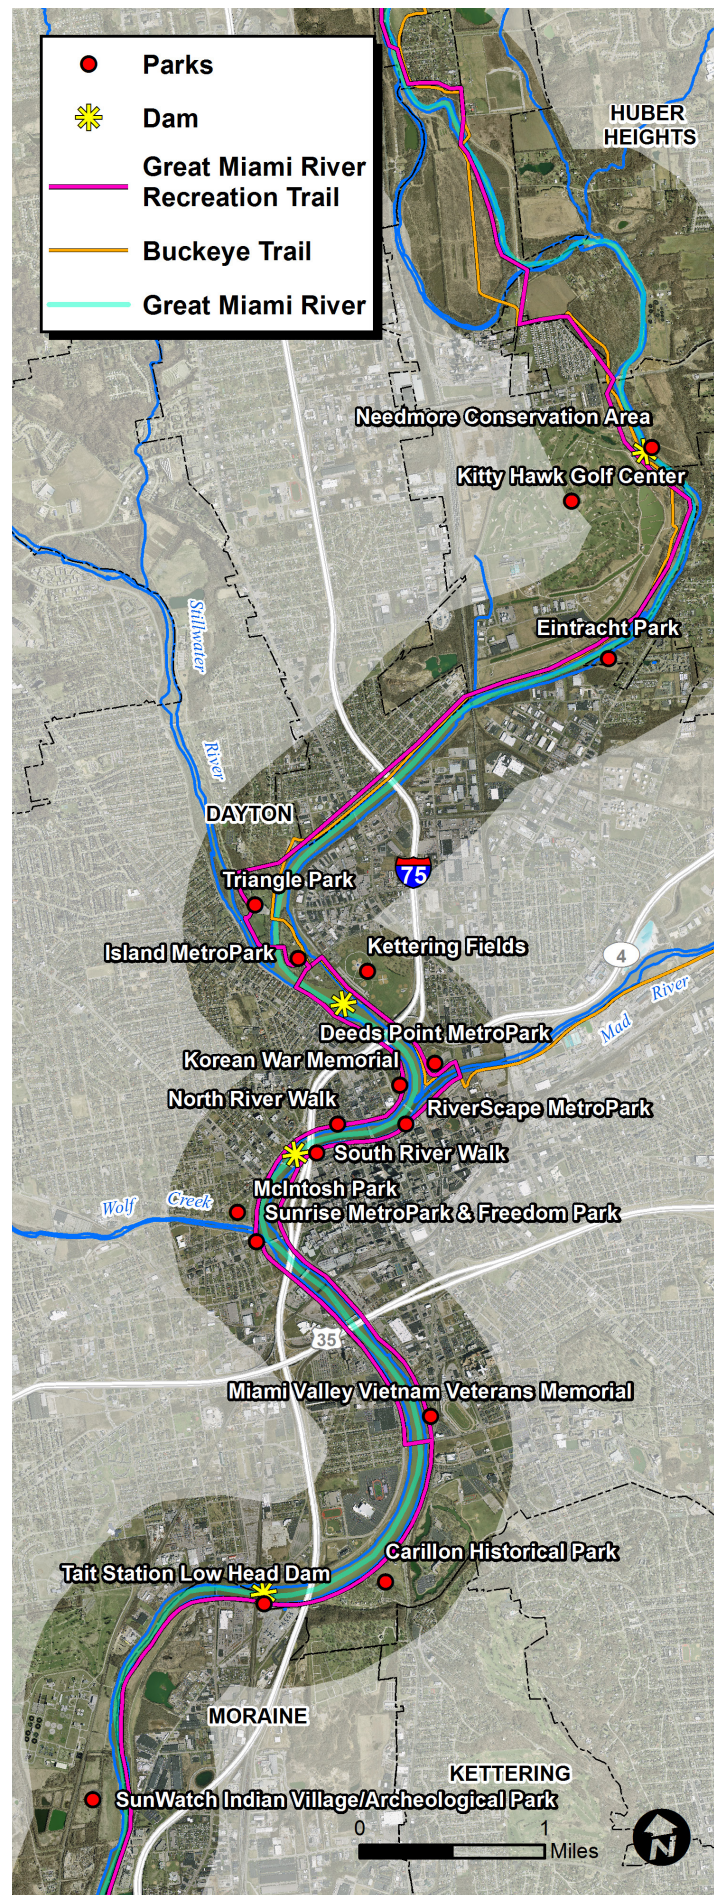 Parks
Dam
Great Miami River
Recreation Trail
Buckeye Trail
Great Miami River
HUBER
HEIGHTS
Needmore Conservation Area
Kitty Hawk Golf Center
Eintracht Park
Stillwater
River
DAYTON
75
Triangle Park
Island MetroPark
Kettering Fields
4
Mad River
Deeds Point MetroPark
Korean War Memorial
North River Walk
RiverScape MetroPark
South River Walk
McIntosh Park
Wolf Creek
Sunrise MetroPark & Freedom Park
35
Miami Valley Vietnam Veterans Memorial
Carillon Historical Park
Tait Station Low Head Dam
MORAINE
KETTERING
SunWatch Indian Village/Archeological Park
0 1
Miles
N